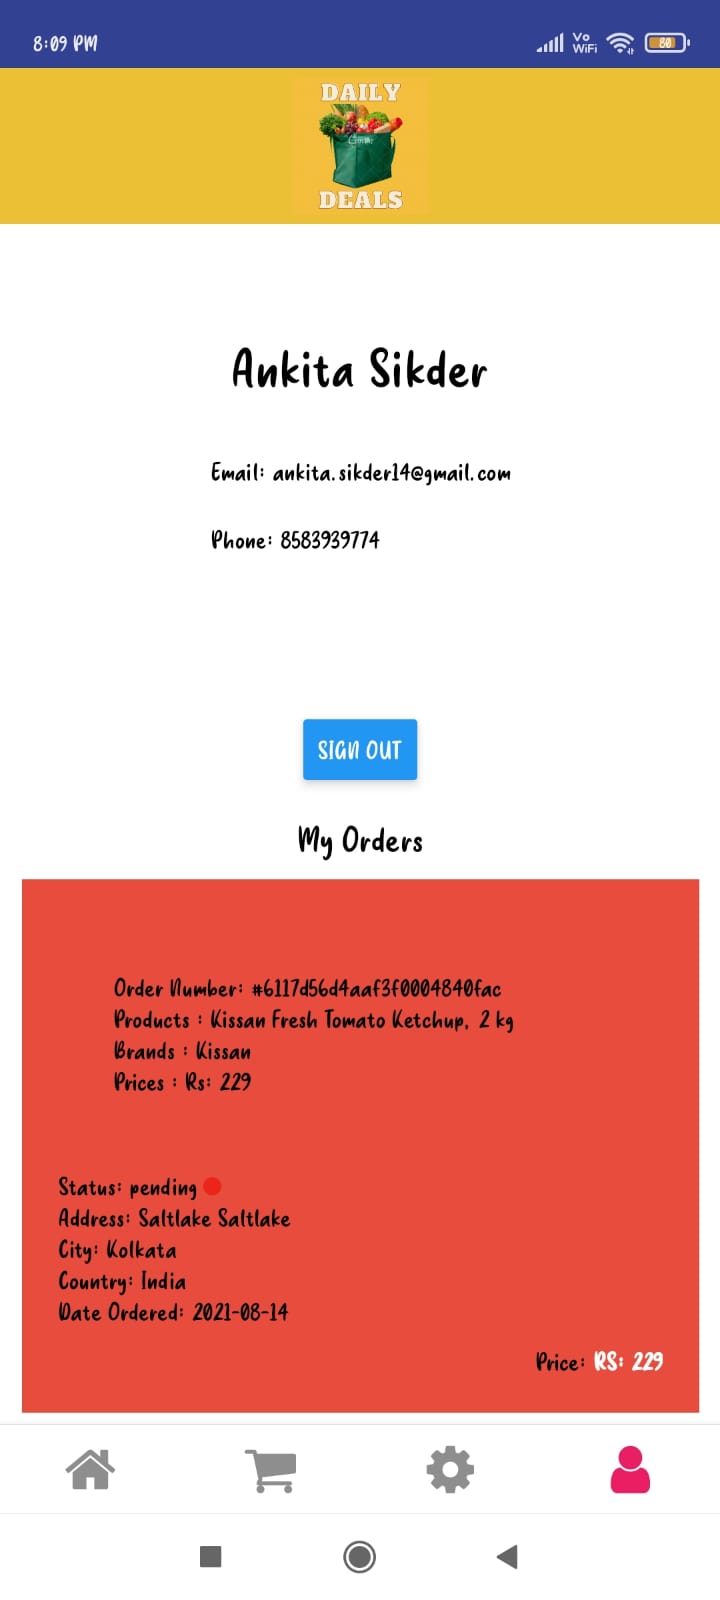 8:09 PM
Vo
WiFi
80
DAILY
DEALS
Ankita Sikder
Email: ankita.sikder14@gmail.com
Phone: 8583939774
SIGN OUT
My Orders
Order Number: #6117d56d4aaf3f0004840fac
Products : Kissan Fresh Tomato Ketchup, 2 kg
Brands : Kissan
Prices : Rs: 229
Status: pending
Address: Saltlake Saltlake
City: Kolkata
Country: India
Date Ordered: 2021-08-14
Price: RS: 229